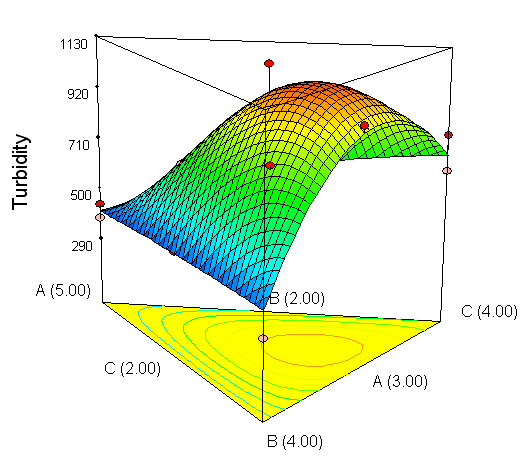 1130
920
Turbidity
710
500
290
A (5.00)
B (2.00)
C (4.00)
C (2.00)
A (3.00)
B (4.00)